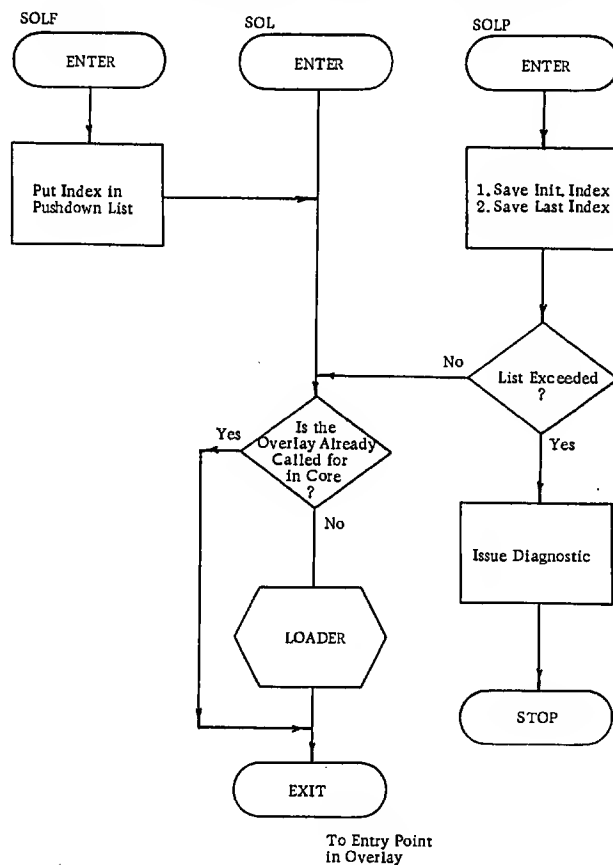 SOLF
SOL
SOLP
ENTER
ENTER
ENTER
Put Index in
Pushdown List
1. Save Init. Index
2. Save Last Index
No
List Exceeded
?
Yes
Is the
Overlay Already
Called for
in Core
?
Yes
No
Issue Diagnostic
LOADER
STOP
EXIT
To Entry Point
in Overlay